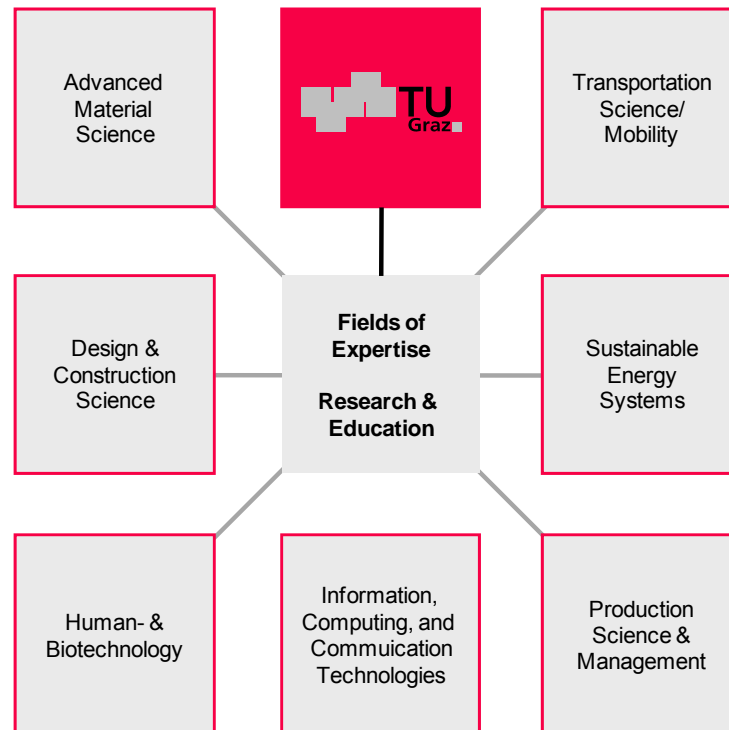 Advanced
Material
Science
TU
Graz
Transportation
Science/
Mobility
Design &
Construction
Science
Fields of
Expertise
Research &
Education
Sustainable
Energy
Systems
Human- &
Biotechnology
Information,
Computing, and
Commuication
Technologies
Production
Science &
Management